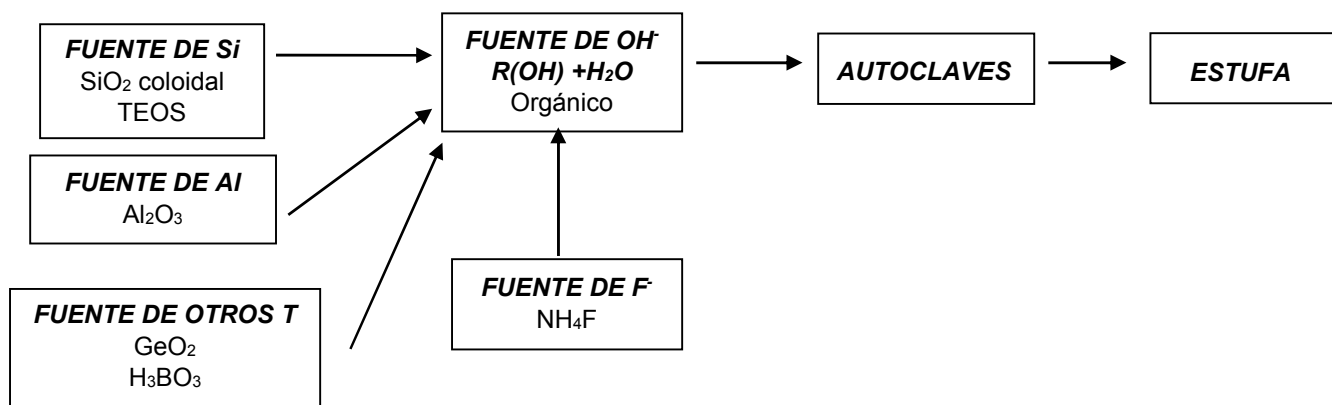 FUENTE DE Si
SiO₂ coloidal
TEOS
FUENTE DE Al
Al₂O₃
FUENTE DE OTROS T
GeO₂
H₃BO₃
FUENTE DE OH⁻
R(OH) +H₂O
Orgánico
FUENTE DE F⁻
NH₄F
AUTOCLAVES
ESTUFA